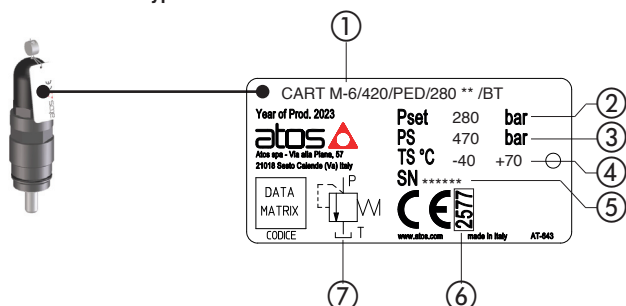 ①
CART M-6/420/PED/280 ** /BT
Year of Prod. 2023
atos
Atos spa - Via alla Piana, 57
21018 Sesto Calende (Va) Italy
Pset 280 bar ②
PS 470 bar ③
TS °C -40 +70 ④
SN ****** ⑤
DATA
MATRIX
CODICE
P
T
CE 2577
www.atos.com made in Italy AT-643
⑦ ⑥
atos